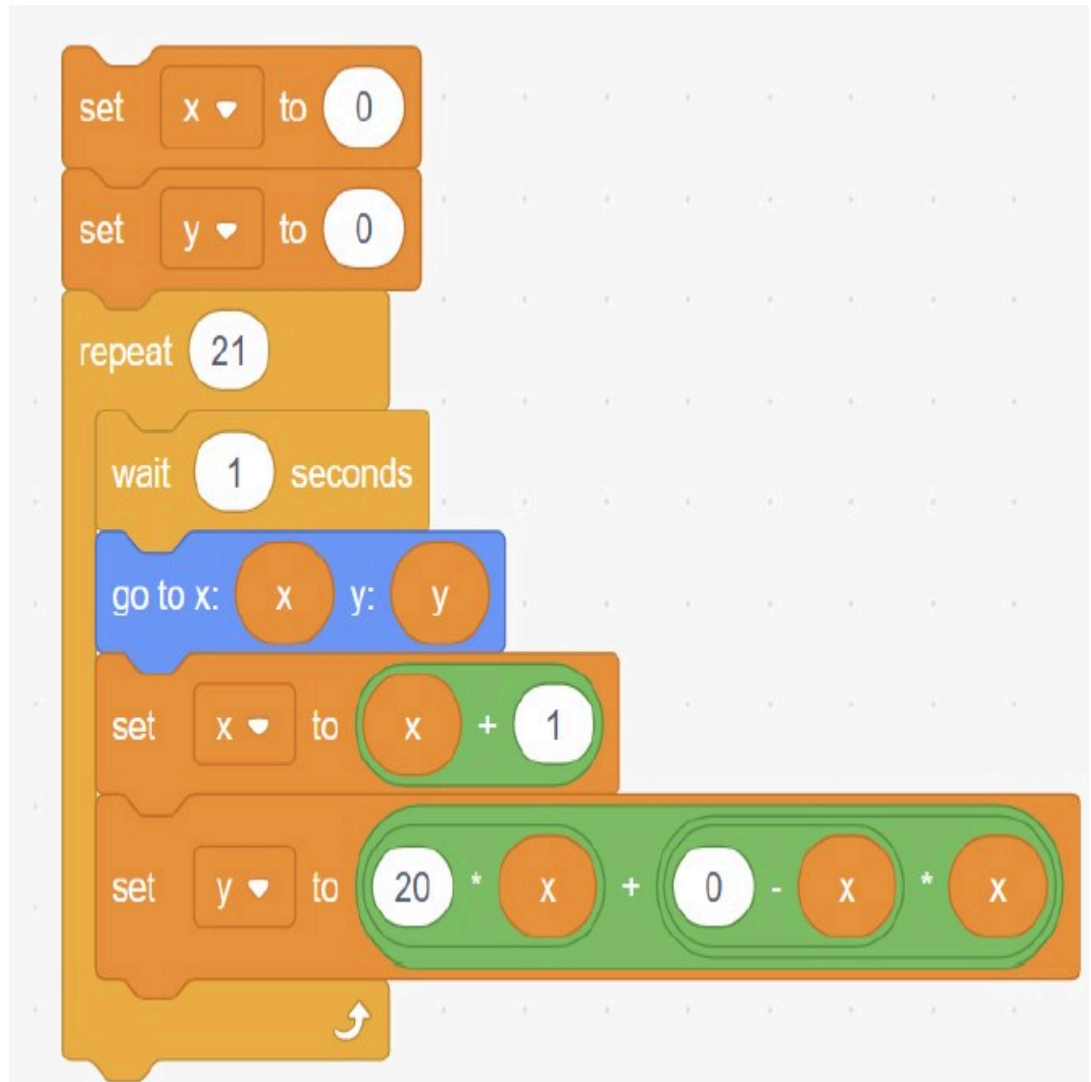 set x to 0
set y to 0
repeat 21
wait 1 seconds
go to x: x y: y
set x to x + 1
set y to 20 * x + 0 - x * x